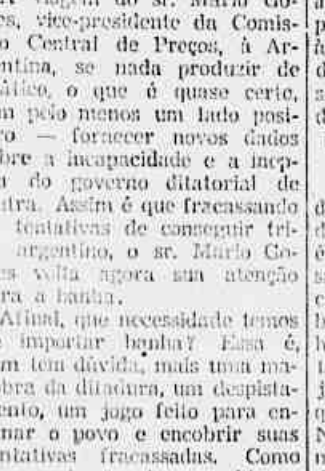 es, vice-presidente da Comis-
o Central de Preços, à Ar-
entina, se nada produzir de
ático, o que é quase certo,
m pelo menos um lado posi-
ro — fornecer novos dados
bre a incapacidade e a inep-
a do governo ditatorial de
utra. Assim é que fracassando
tentativas de conseguir tri-
argentino, o sr. Mario Go-
es volta agora sua atenção
ra a banha.
Afinal, que necessidade temos
importar banha? Essa é,
m tem dúvida, mais uma ma-
bra da ditadura, um despista-
ento, um jogo feito para en-
nar o povo e encobrir suas
ntativas fracassadas. Como